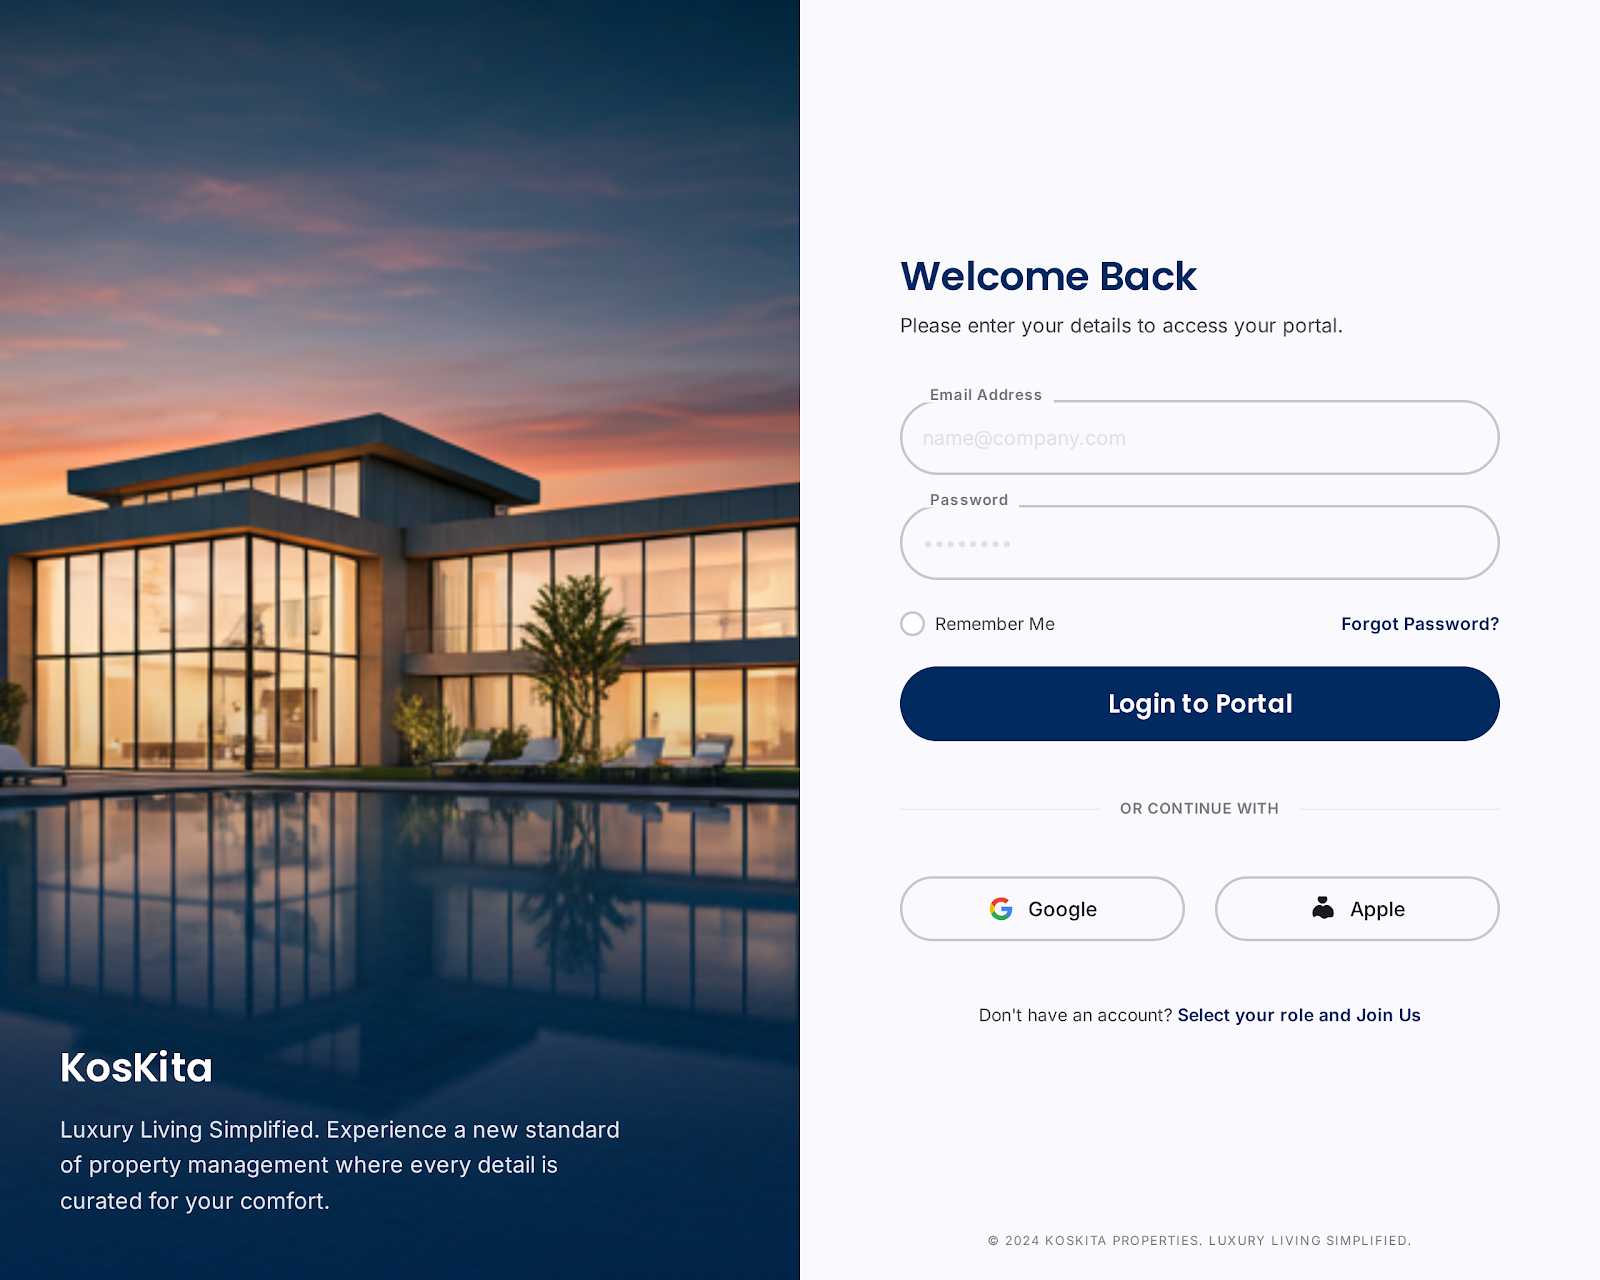 KosKita
Luxury Living Simplified. Experience a new standard
of property management where every detail is
curated for your comfort.
Welcome Back
Please enter your details to access your portal.
Email Address
name@company.com
Password
••••••••
Remember Me
Forgot Password?
Login to Portal
OR CONTINUE WITH
Google
Apple
Don't have an account? Select your role and Join Us
© 2024 KOSKITA PROPERTIES. LUXURY LIVING SIMPLIFIED.